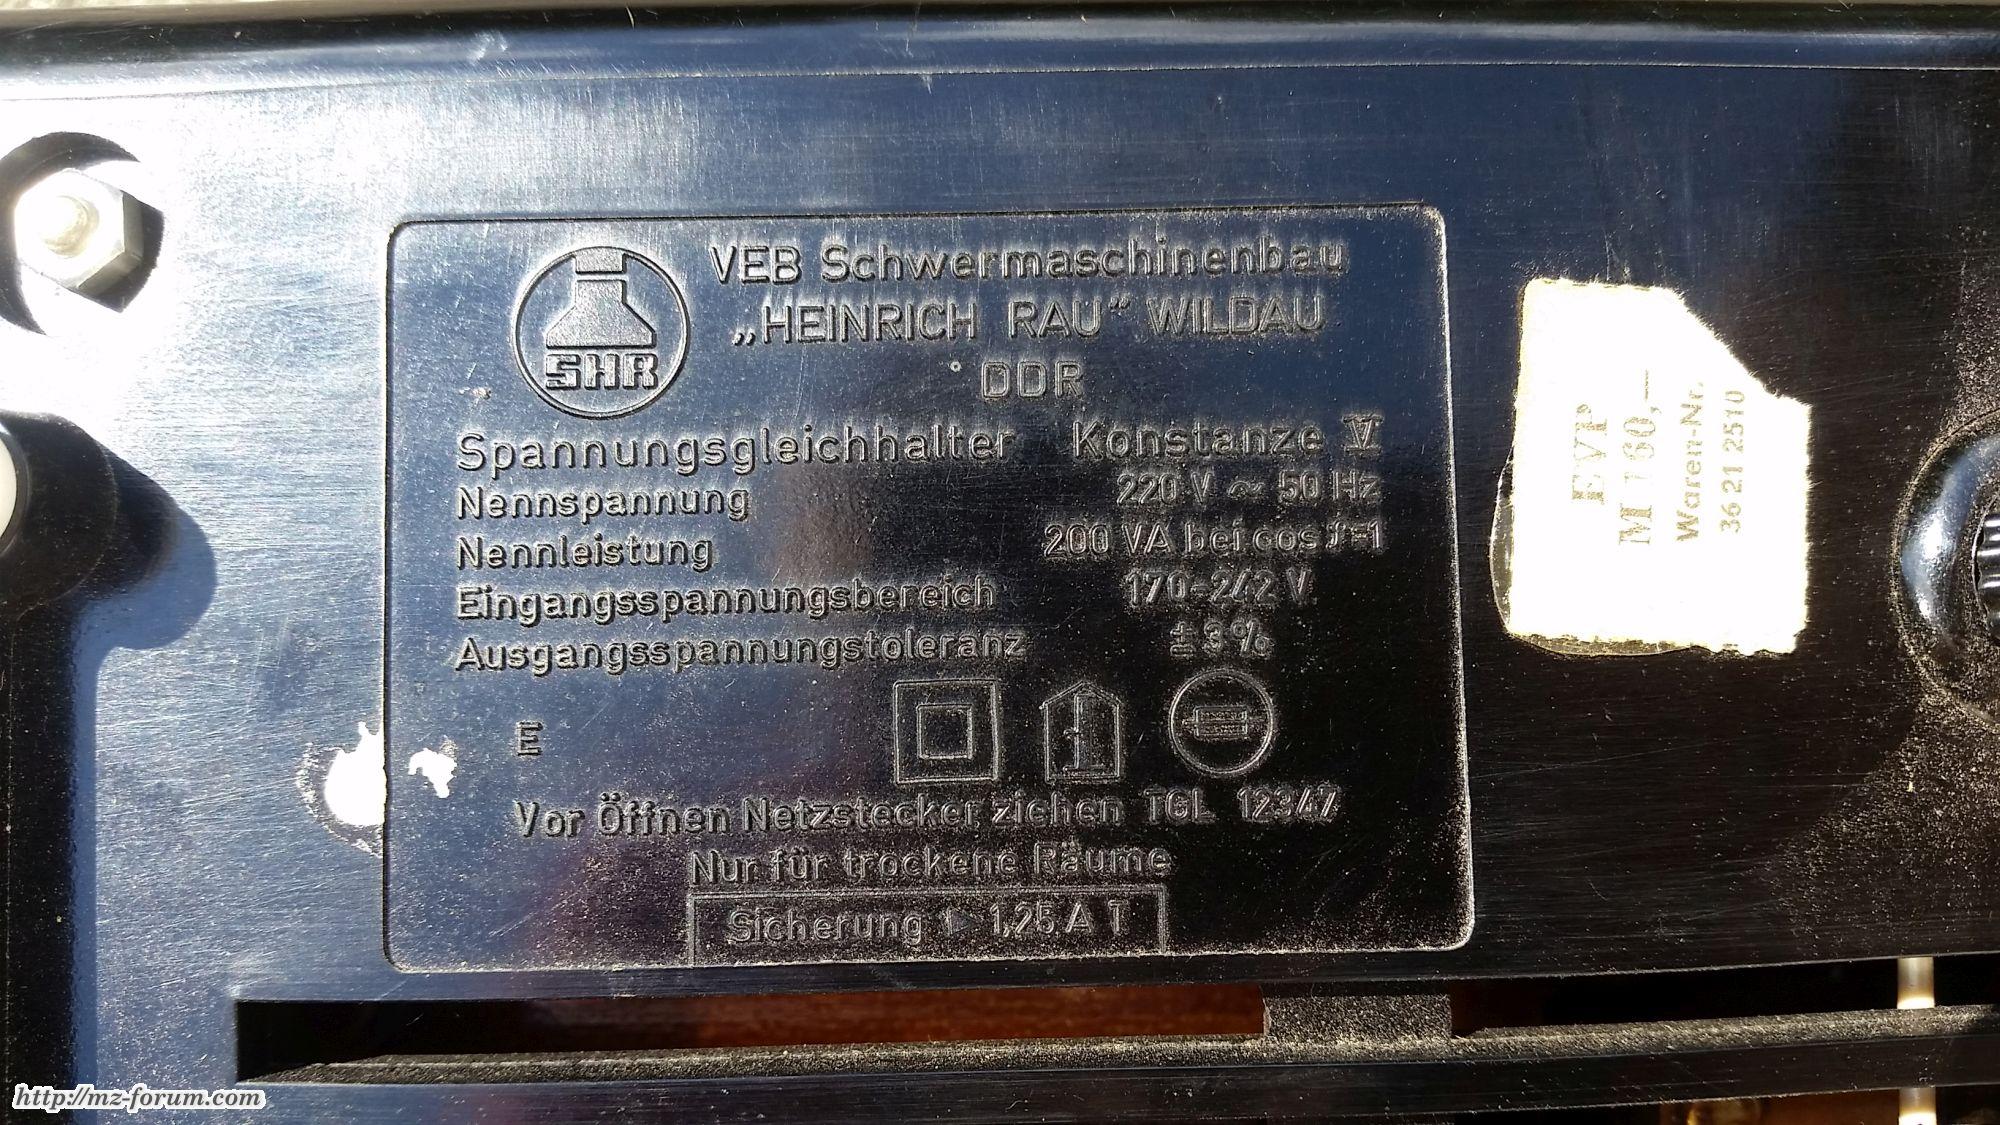 SHR
VEB Schwermaschinenbau
„HEINRICH RAU“ WILDAU
DDR
Spannungsgleichhalter Konstanze V
Nennspannung 220 V ~ 50 Hz
Nennleistung 200 VA bei cos =1
Eingangsspannungsbereich 170-242 V
Ausgangsspannungstoleranz ± 3%
E
Vor Öffnen Netzstecker ziehen TGL 12347
Nur für trockene Räume
Sicherung 1 1,25 A T
EVP
M 160,—
Waren-Nr.
36 21 2510
http://mz-forum.com